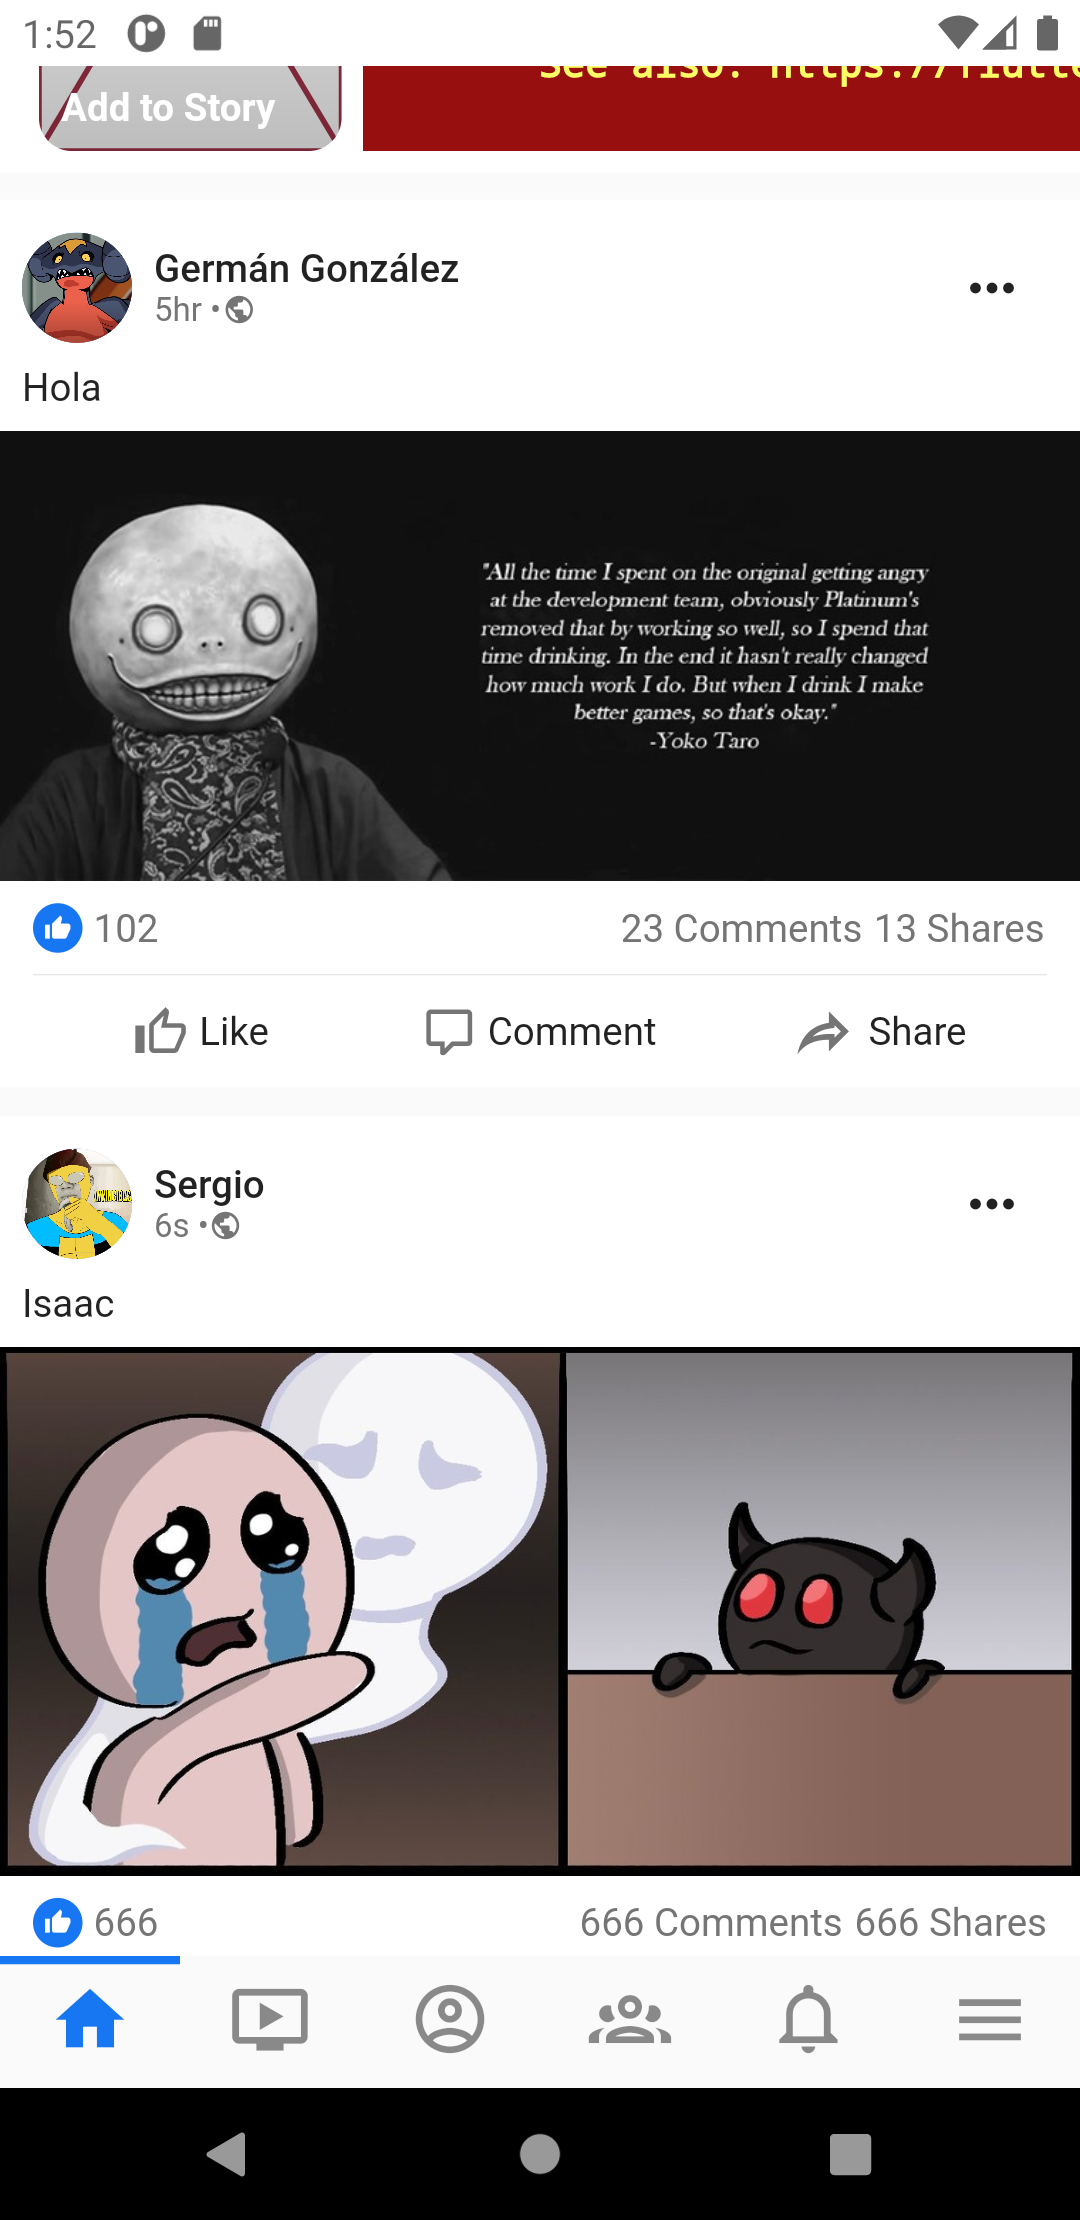 1:52
See also: https://flutte
Add to Story
Germán González
5hr •
Hola
"All the time I spent on the original getting angry
at the development team, obviously Platinum's
removed that by working so well, so I spend that
time drinking. In the end it hasn't really changed
how much work I do. But when I drink I make
better games, so that's okay."
-Yoko Taro
102
23 Comments 13 Shares
Like
Comment
Share
Sergio
6s •
Isaac
666
666 Comments 666 Shares